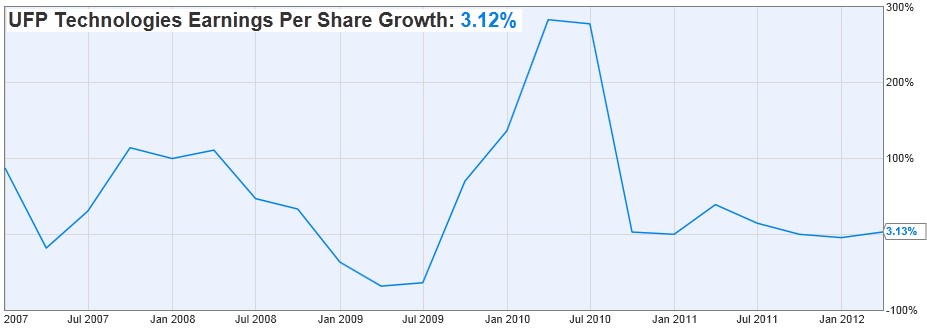 UFP Technologies Earnings Per Share Growth: 3.12%
300%
200%
100%
3.13%
-100%
2007 Jul 2007 Jan 2008 Jul 2008 Jan 2009 Jul 2009 Jan 2010 Jul 2010 Jan 2011 Jul 2011 Jan 2012